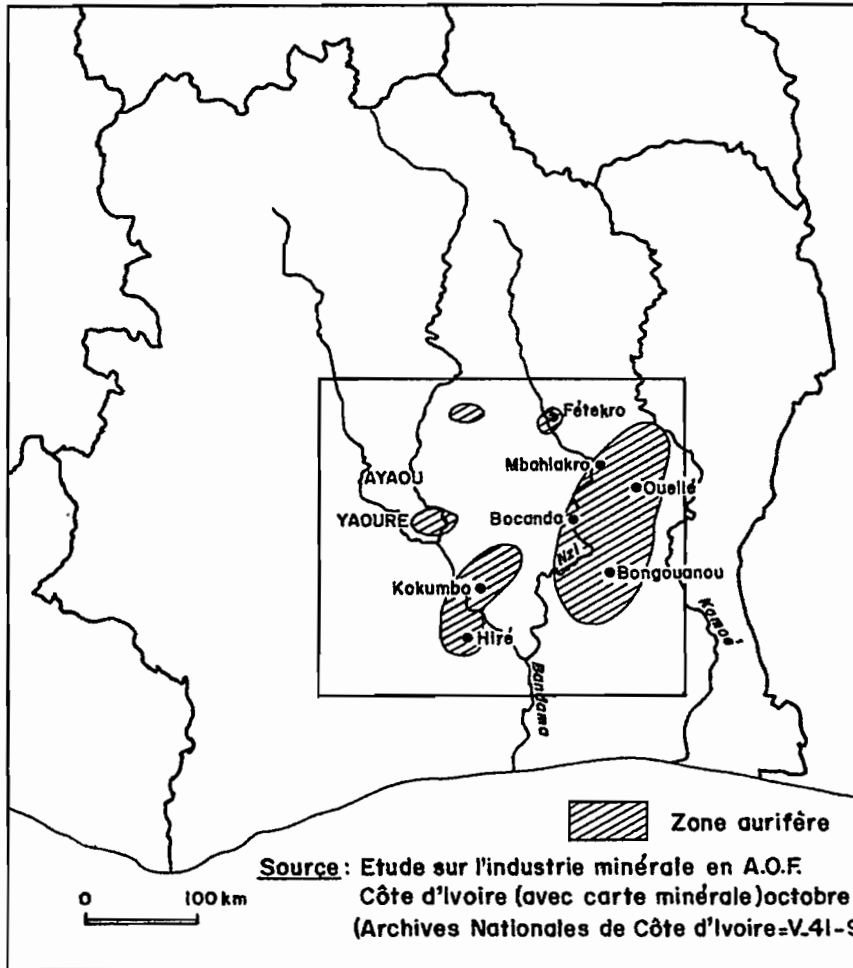 Fétekro
Mbahiakro
Ouellé
AYAOU
YAOURE
Bocanda
Nzi
Kokumbo
Bongouanou
Komoé
Hiré
Bandama
Zone aurifère
Source: Etude sur l'industrie minérale en A.O.F.
Côte d'Ivoire (avec carte minérale) octobre
(Archives Nationales de Côte d'Ivoire=V-41-
0 100 km